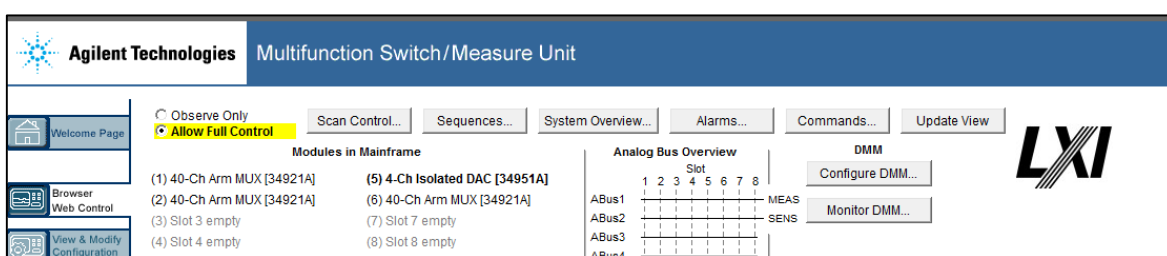 Agilent Technologies
Multifunction Switch/Measure Unit
Welcome Page
Browser
Web Control
View & Modify
Configuration
Observe Only
Allow Full Control
Scan Control...
Sequences...
System Overview...
Alarms...
Commands...
Update View
LXI
Modules in Mainframe
(1) 40-Ch Arm MUX [34921A]
(2) 40-Ch Arm MUX [34921A]
(3) Slot 3 empty
(4) Slot 4 empty
(5) 4-Ch Isolated DAC [34951A]
(6) 40-Ch Arm MUX [34921A]
(7) Slot 7 empty
(8) Slot 8 empty
Analog Bus Overview
Slot
1 2 3 4 5 6 7 8
ABus1
MEAS
ABus2
SENS
ABus3
ABus4
DMM
Configure DMM...
Monitor DMM...